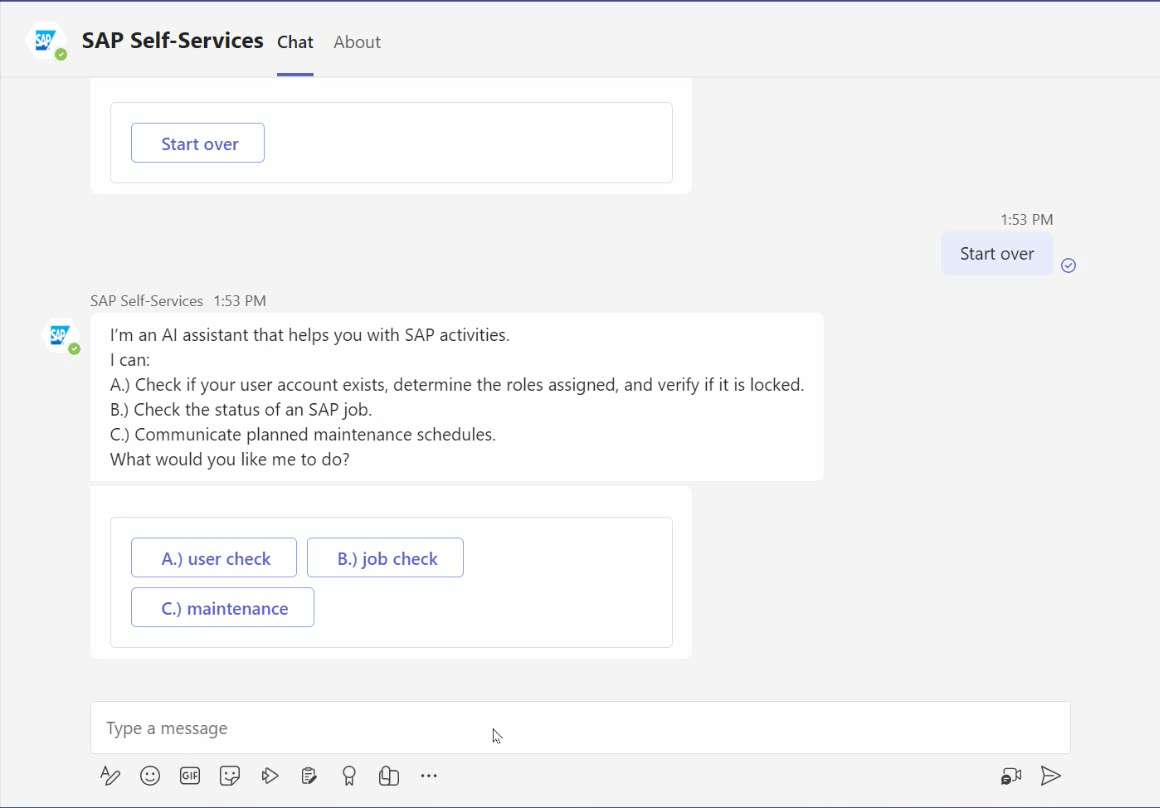 SAP SAP Self-Services Chat About
Start over
1:53 PM
Start over
SAP Self-Services 1:53 PM
SAP
I'm an AI assistant that helps you with SAP activities.
I can:
A.) Check if your user account exists, determine the roles assigned, and verify if it is locked.
B.) Check the status of an SAP job.
C.) Communicate planned maintenance schedules.
What would you like me to do?
A.) user check B.) job check
C.) maintenance
Type a message
GIF